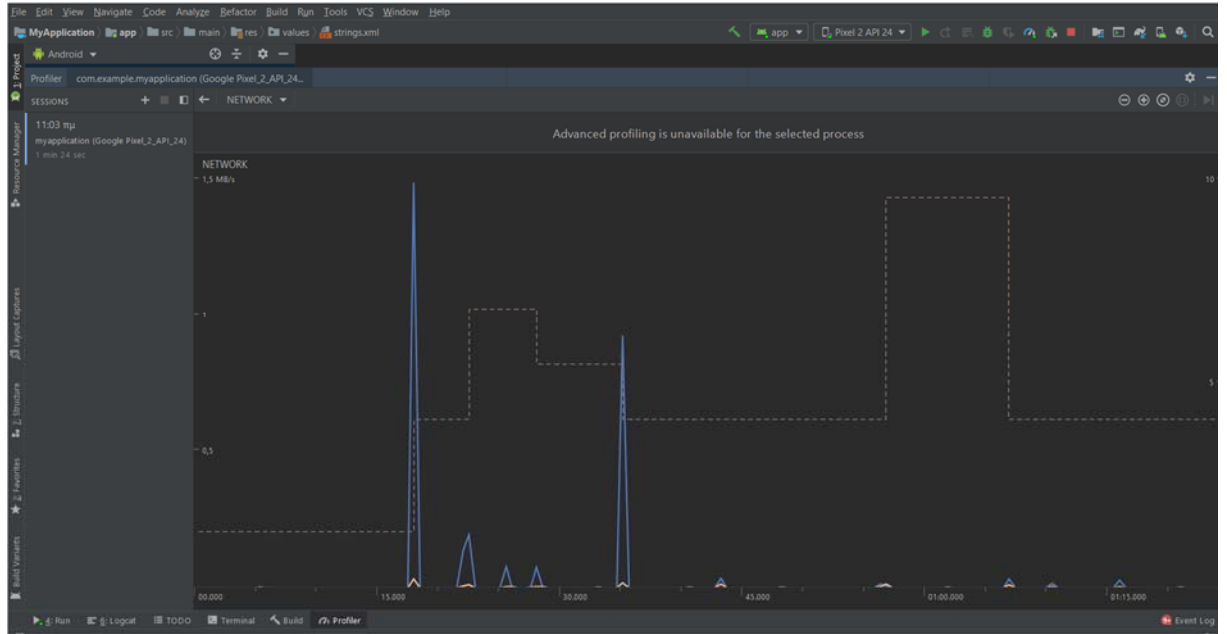 File Edit View Navigate Code Analyze Refactor Build Run Tools VCS Window Help
MyApplication app src main res values strings.xml app Pixel 2 API 24
1: Project
Android
Profiler com.example.myapplication (Google Pixel_2_API_24...
SESSIONS NETWORK
Resource Manager
11:03 πμ
myapplication (Google Pixel_2_API_24)
1 min 24 sec
Advanced profiling is unavailable for the selected process
NETWORK
1,5 MB/s
10
1
Layout Captures
5
Z: Structure
0,5
2: Favorites
Build Variants
00.000 15.000 30.000 45.000 01:00.000 01:15.000
4: Run 6: Logcat TODO Terminal Build Profiler 9+ Event Log